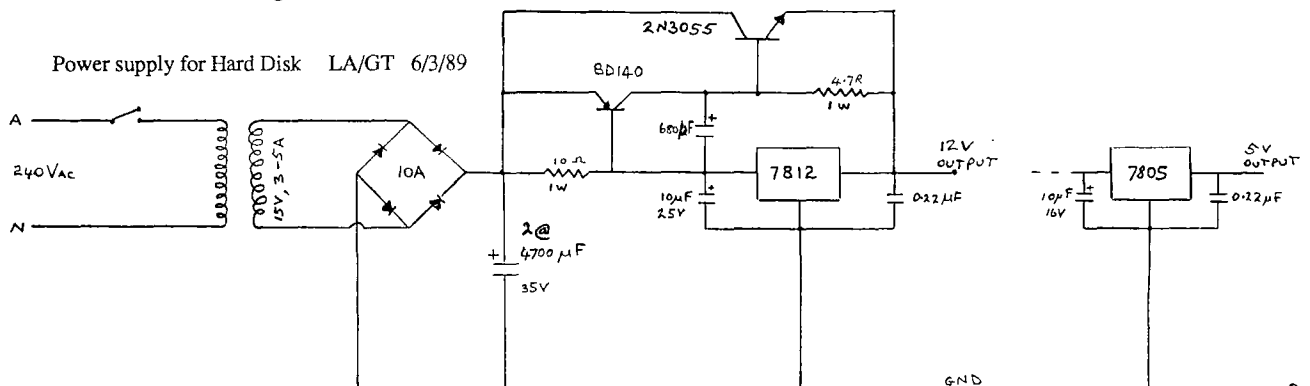 Power supply for Hard Disk LA/GT 6/3/89
2N3055
BD140
4.7R
1W
A
680µF
12V
OUTPUT
5V
OUTPUT
240VAC
15V, 3-5A
10A
10Ω
1W
7812
7805
10µF
25V
0.22µF
10µF
16V
0.22µF
N
2@
4700µF
35V
GND